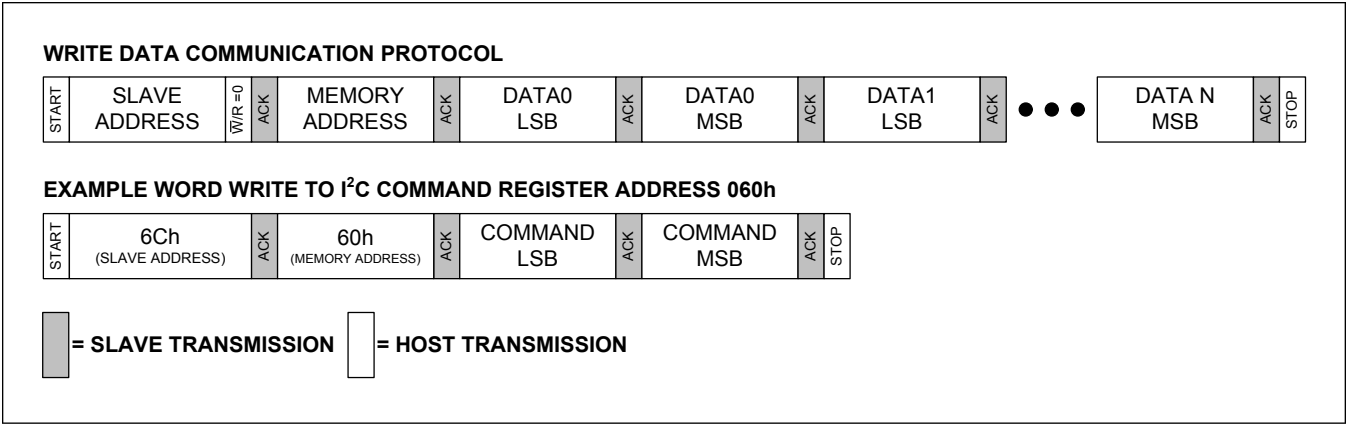 WRITE DATA COMMUNICATION PROTOCOL
START SLAVE ADDRESS W̅/R =0 ACK MEMORY ADDRESS ACK DATA0 LSB ACK DATA0 MSB ACK DATA1 LSB ACK ●●● DATA N MSB ACK STOP
EXAMPLE WORD WRITE TO I²C COMMAND REGISTER ADDRESS 060h
START 6Ch (SLAVE ADDRESS) ACK 60h (MEMORY ADDRESS) ACK COMMAND LSB ACK COMMAND MSB ACK STOP
= SLAVE TRANSMISSION = HOST TRANSMISSION